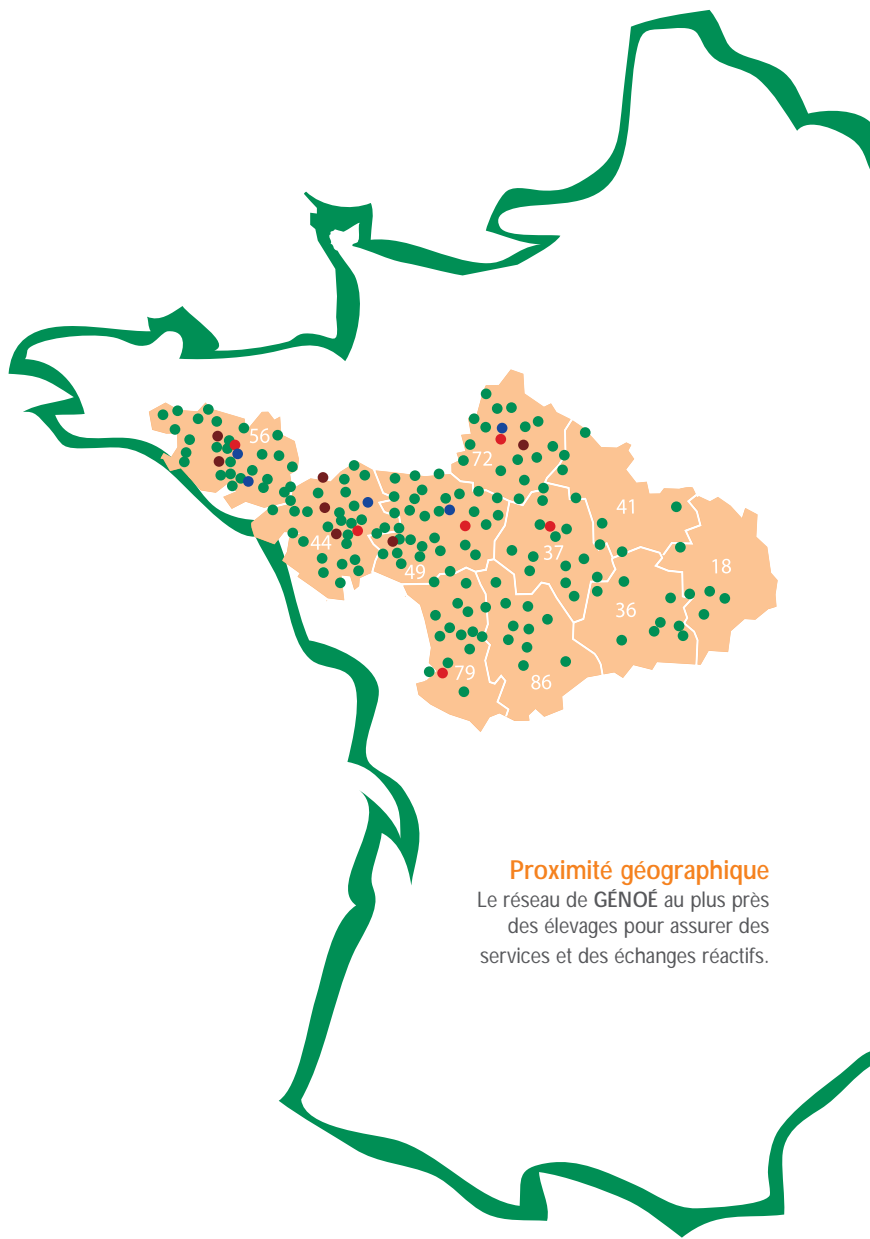 56
72
41
44
37
18
49
36
79
86
Proximité géographique
Le réseau de GÉNOÉ au plus près
des élevages pour assurer des
services et des échanges réactifs.